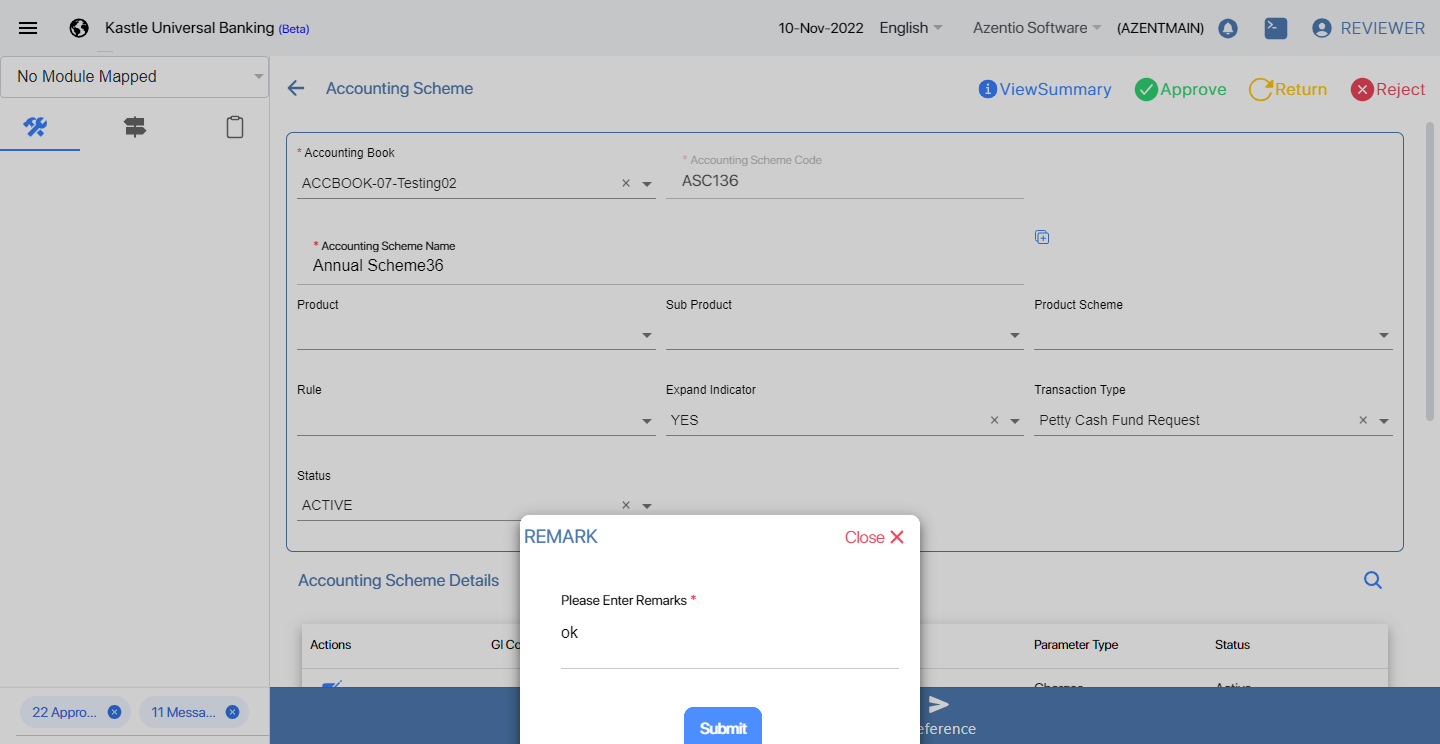 Kastle Universal Banking (Beta)
10-Nov-2022 English Azentio Software (AZENTMAIN) REVIEWER
No Module Mapped
Accounting Scheme
ViewSummary Approve Return Reject
* Accounting Book
ACCBOOK-07-Testing02
* Accounting Scheme Code
ASC136
* Accounting Scheme Name
Annual Scheme36
Product Sub Product Product Scheme
Rule Expand Indicator Transaction Type
YES Petty Cash Fund Request
Status
ACTIVE
REMARK Close
Accounting Scheme Details
Please Enter Remarks *
ok
Actions Gl Co Parameter Type Status
Charges Active
22 Appro... 11 Messa...
Submit
eference